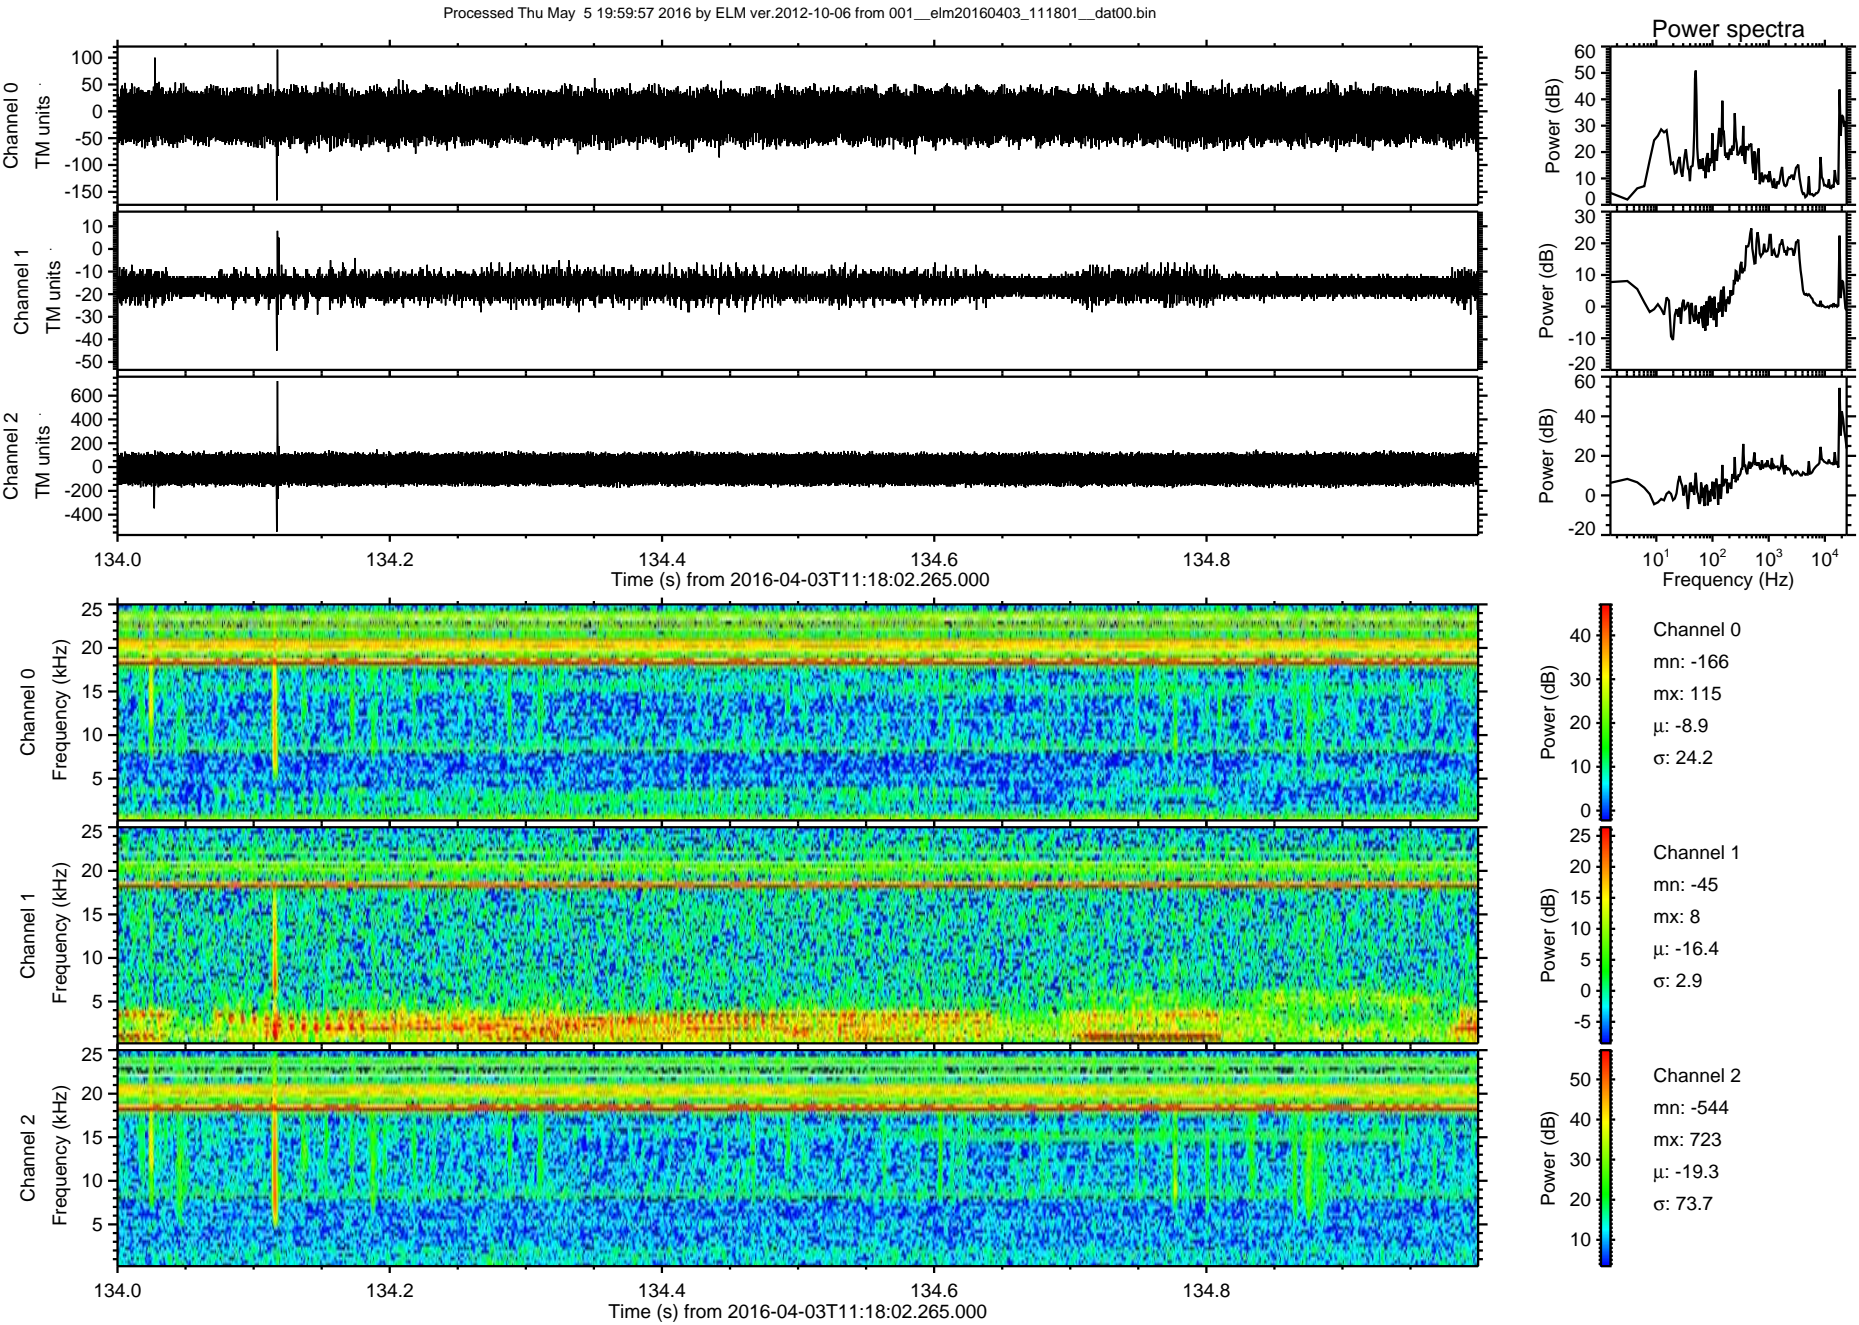 Processed Thu May  5 19:59:57 2016 by ELM ver.2012-10-06 from 001__elm20160403_111801__dat00.bin
Power spectra
Channel 0
TM units
100
50
0
-50
-100
-150
Power (dB)
60
50
40
30
20
10
0
Channel 1
TM units
10
0
-10
-20
-30
-40
-50
Power (dB)
30
20
10
0
-10
-20
Channel 2
TM units
600
400
200
0
-200
-400
Power (dB)
60
40
20
0
-20
134.0 134.2 134.4 134.6 134.8
Time (s) from 2016-04-03T11:18:02.265.000
10¹ 10² 10³ 10⁴
Frequency (Hz)
Channel 0
Frequency (kHz)
25
20
15
10
5
Power (dB)
40
30
20
10
0
Channel 0
mn: -166
mx: 115
µ: -8.9
σ: 24.2
Channel 1
Frequency (kHz)
25
20
15
10
5
Power (dB)
25
20
15
10
5
0
-5
Channel 1
mn: -45
mx: 8
µ: -16.4
σ: 2.9
Channel 2
Frequency (kHz)
25
20
15
10
5
Power (dB)
50
40
30
20
10
Channel 2
mn: -544
mx: 723
µ: -19.3
σ: 73.7
134.0 134.2 134.4 134.6 134.8
Time (s) from 2016-04-03T11:18:02.265.000